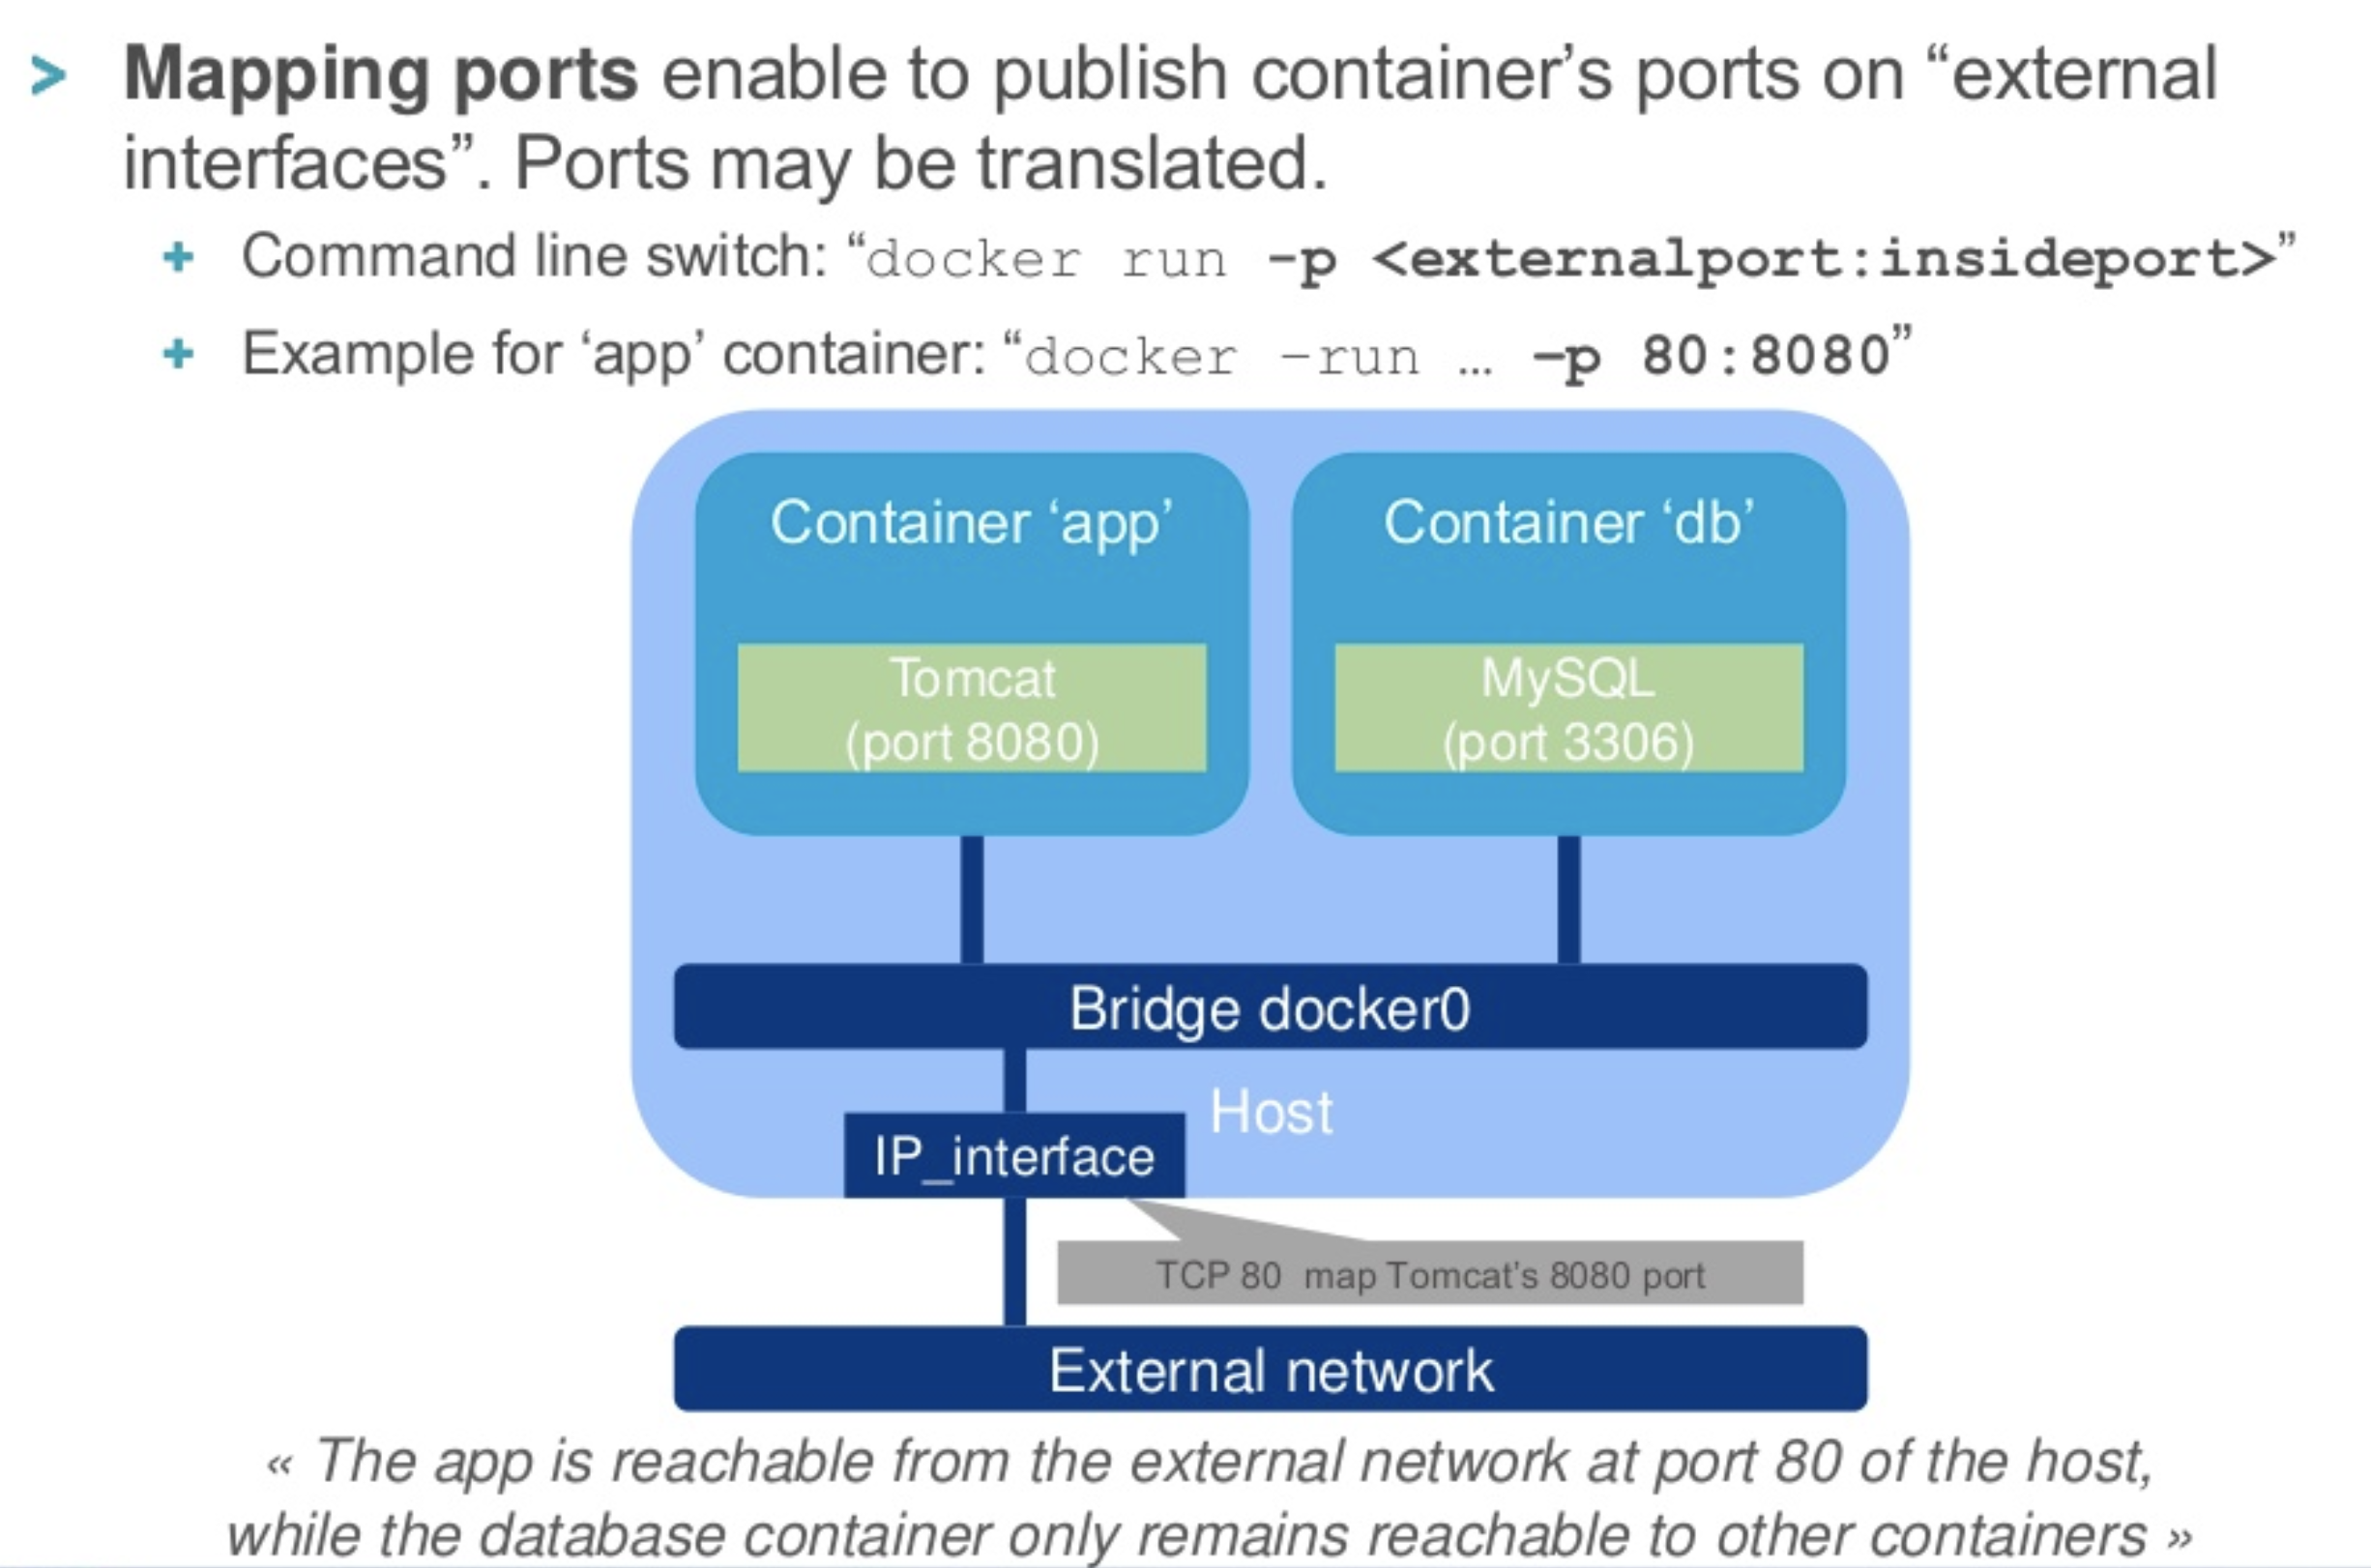 > Mapping ports enable to publish container’s ports on “external
interfaces”. Ports may be translated.
+ Command line switch: “docker run –p <externalport:insideport>”
+ Example for ‘app’ container: “docker –run … –p 80:8080”
Container ‘app’
Container ‘db’
Tomcat
(port 8080)
MySQL
(port 3306)
Bridge docker0
Host
IP_interface
TCP 80 map Tomcat’s 8080 port
External network
« The app is reachable from the external network at port 80 of the host,
while the database container only remains reachable to other containers »